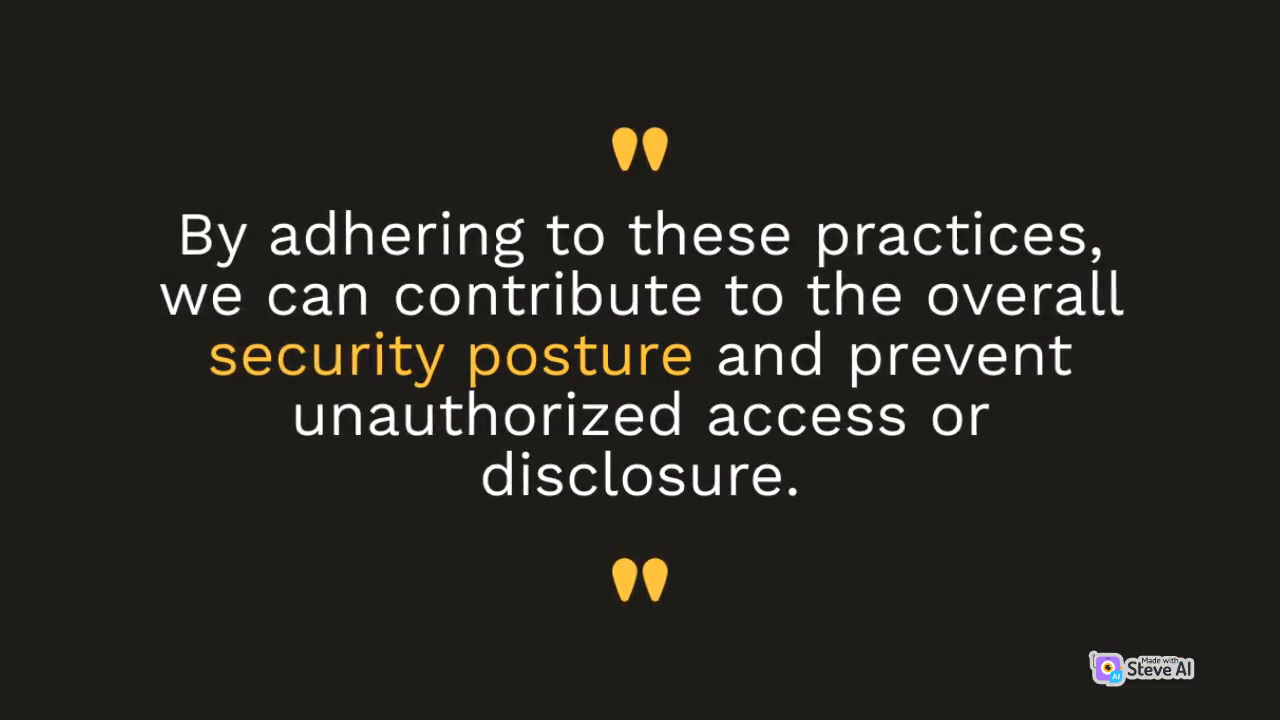 "
By adhering to these practices,
we can contribute to the overall
security posture and prevent
unauthorized access or
disclosure.
"
Made with
Steve AI
AI